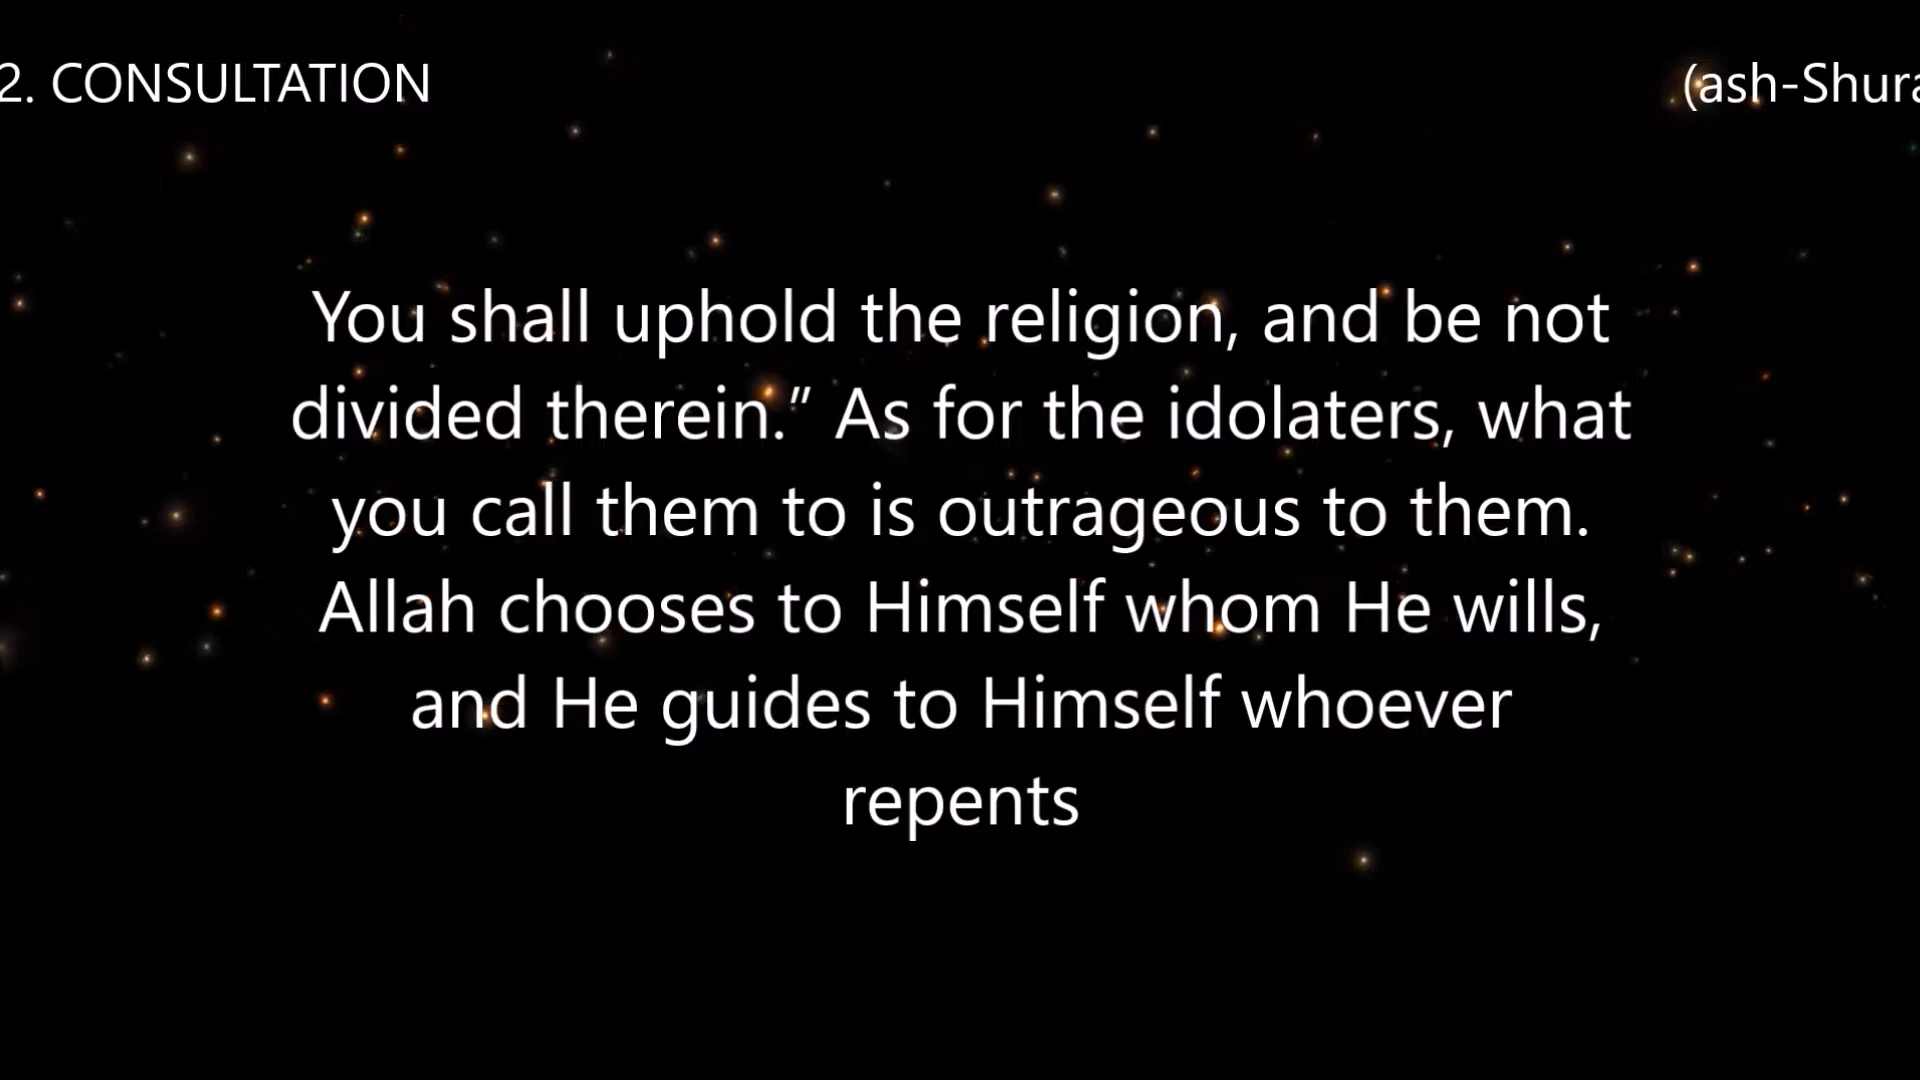 2. CONSULTATION
(ash-Shura
You shall uphold the religion, and be not
divided therein.” As for the idolaters, what
you call them to is outrageous to them.
Allah chooses to Himself whom He wills,
and He guides to Himself whoever
repents